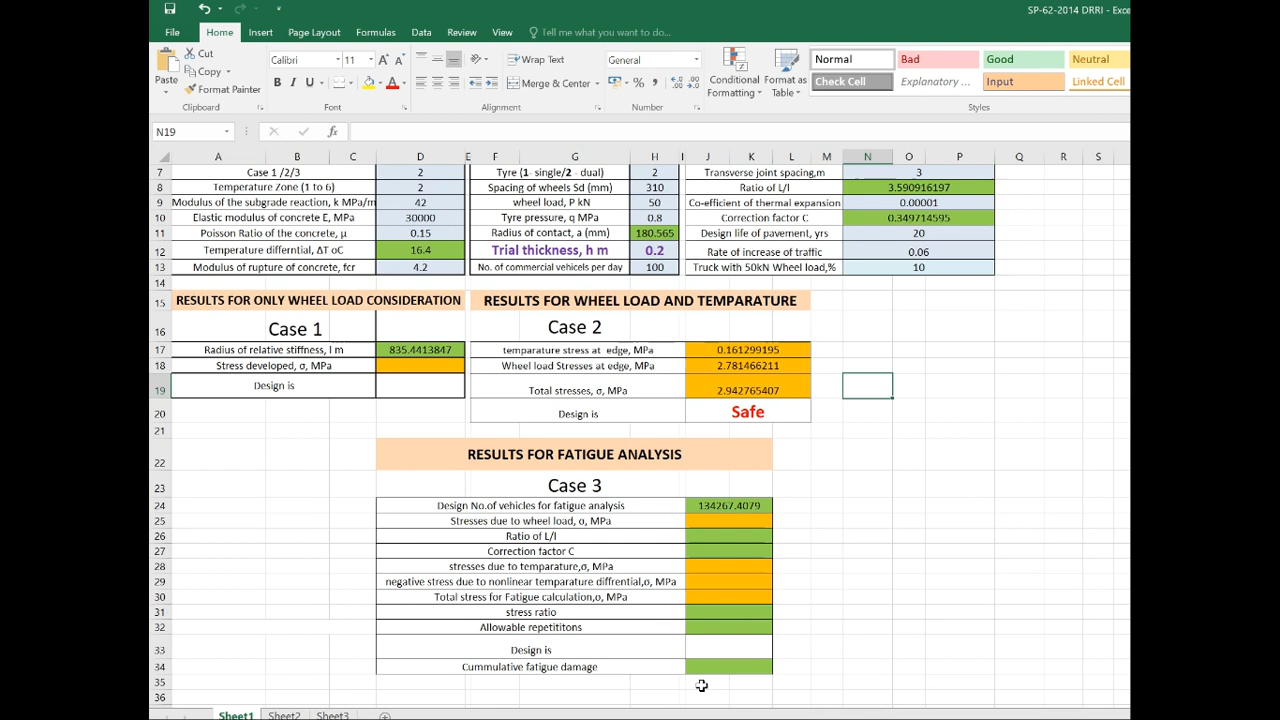 SP-62-2014 DRRI - Exce
File Home Insert Page Layout Formulas Data Review View Tell me what you want to do...
Cut Calibri 11 A A Wrap Text General Normal Bad Good Neutral
Copy
Paste Format Painter B I U A Merge & Center % , Conditional Formatting Format as Table Check Cell Explanatory ... Input Linked Cell
Clipboard Font Alignment Number Styles
N19 fx
A B C D E F G H I J K L M N O P Q R S
7 Case 1 /2/3 2 Tyre (1- single/2 - dual) 2 Transverse joint spacing,m 3
8 Temperature Zone (1 to 6) 2 Spacing of wheels Sd (mm) 310 Ratio of L/l 3.590916197
9 Modulus of the subgrade reaction, k MPa/m 42 wheel load, P kN 50 Co-efficient of thermal expansion 0.00001
10 Elastic modulus of concrete E, MPa 30000 Tyre pressure, q MPa 0.8 Correction factor C 0.349714595
11 Poisson Ratio of the Concrete, µ 0.15 Radius of contact, a (mm) 180.565 Design life of pavement, yrs 20
12 Temperature differntial, ΔT oC 16.4 Trial thickness, h m 0.2 Rate of increase of traffic 0.06
13 Modulus of rupture of concrete, fcr 4.2 No. of commercial vehicels per day 100 Truck with 50kN Wheel load,% 10
14
15 RESULTS FOR ONLY WHEEL LOAD CONSIDERATION RESULTS FOR WHEEL LOAD AND TEMPARATURE
16 Case 1 Case 2
17 Radius of relative stiffness, l m 835.4413847 temparature stress at edge, MPa 0.161299195
18 Stress developed, σ, MPa Wheel load Stresses at edge, MPa 2.781466211
19 Design is Total stresses, σ, MPa 2.942765407
20 Design is Safe
21
22 RESULTS FOR FATIGUE ANALYSIS
23 Case 3
24 Design No.of vehicles for fatigue analysis 134267.4079
25 Stresses due to wheel load, σ, MPa
26 Ratio of L/l
27 Correction factor C
28 stresses due to temparature,σ, MPa
29 negative stress due to nonlinear temparature diffrential,σ, MPa
30 Total stress for Fatigue calculation,σ, MPa
31 stress ratio
32 Allowable repetititons
33 Design is
34 Cummulative fatigue damage
35
36
Sheet1 Sheet2 Sheet3